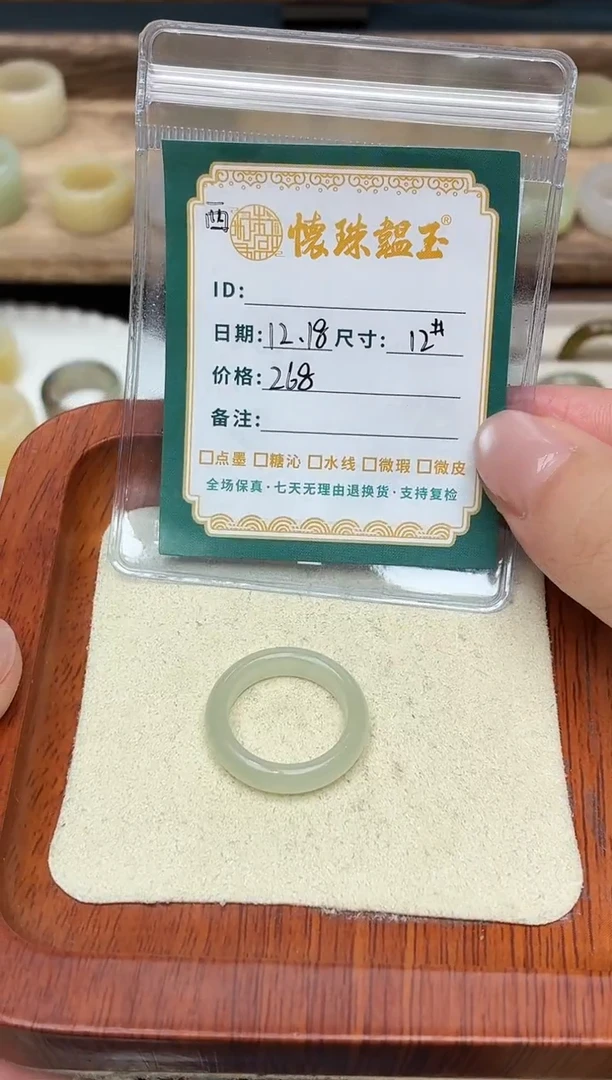 西 懷珠韞玉®
ID:
日期:12.18 尺寸: 12#
价格:268
备注:
□点墨 □糖沁 □水线 □微瑕 □微皮
全场保真·七天无理由退换货·支持复检